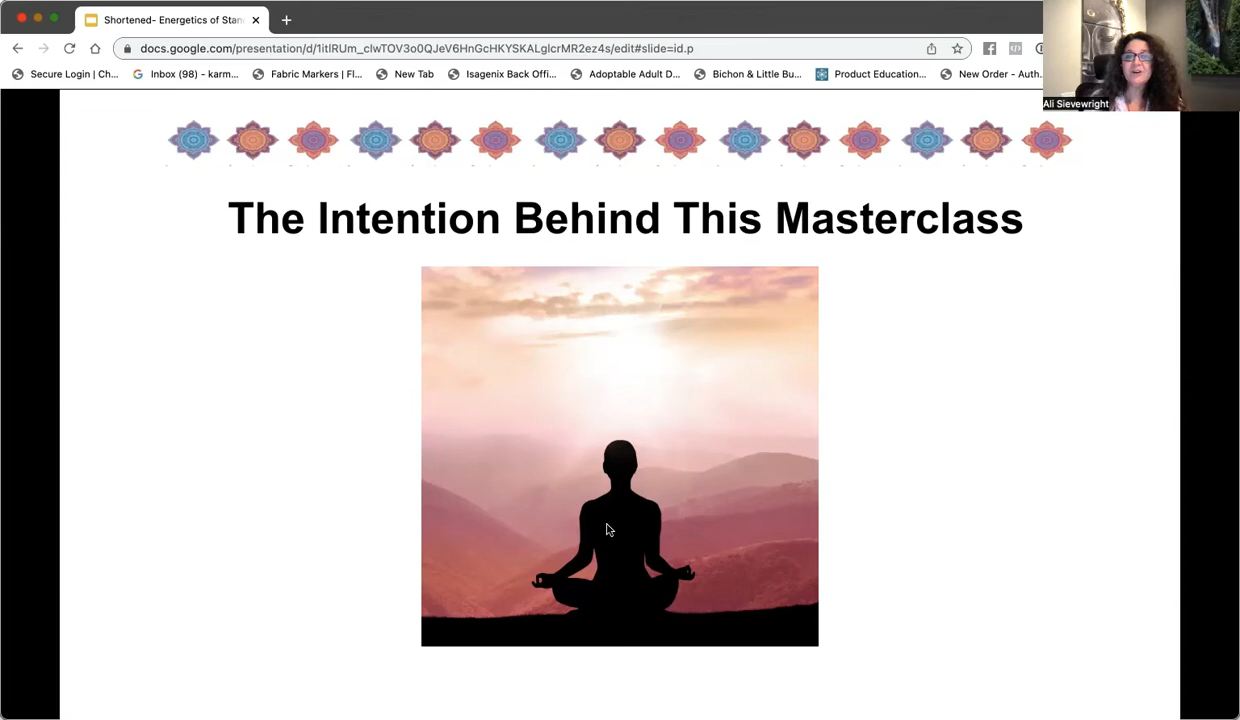 Shortened- Energetics of Stan
docs.google.com/presentation/d/1itIRUm_clwTOV3o0QJeV6HnGcHKYSKALglcrMR2ez4s/edit#slide=id.p
Secure Login | Ch...
Inbox (98) - karm...
Fabric Markers | Fl...
New Tab
Isagenix Back Offi...
Adoptable Adult D...
Bichon & Little Bu...
Product Education...
New Order - Auth...
Ali Sievewright
The Intention Behind This Masterclass